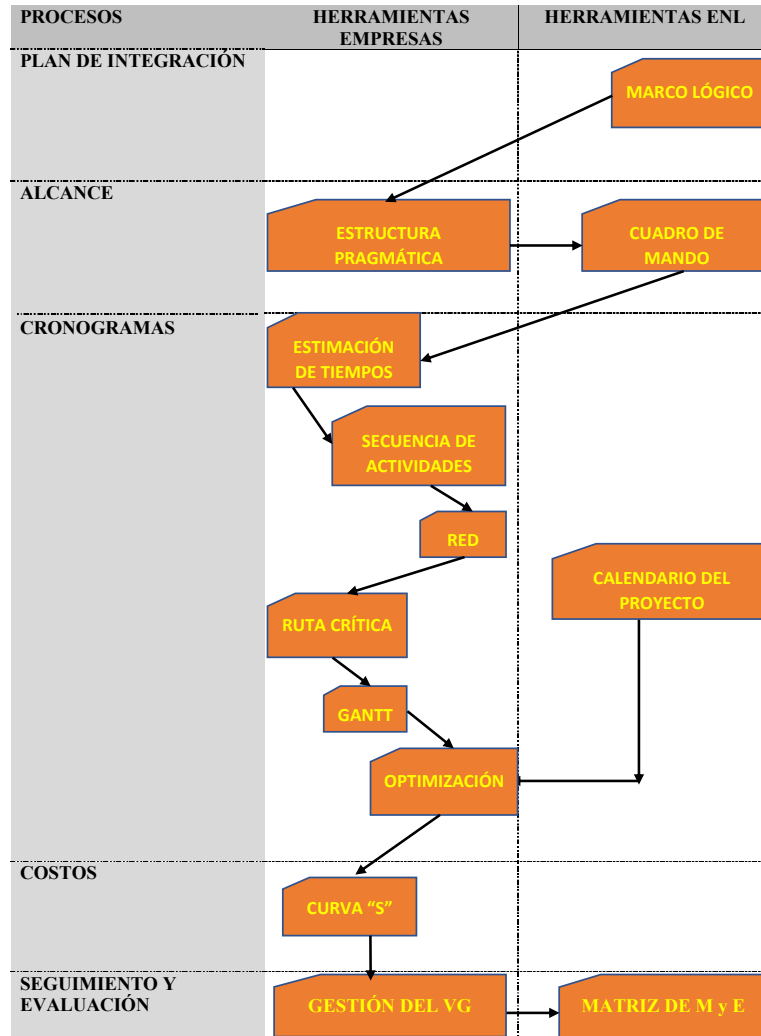 PROCESOS
HERRAMIENTAS
EMPRESAS
HERRAMIENTAS ENL
PLAN DE INTEGRACIÓN
MARCO LÓGICO
ALCANCE
ESTRUCTURA
PRAGMÁTICA
CUADRO DE
MANDO
CRONOGRAMAS
ESTIMACIÓN
DE TIEMPOS
SECUENCIA DE
ACTIVIDADES
RED
CALENDARIO DEL
PROYECTO
RUTA CRÍTICA
GANTT
OPTIMIZACIÓN
COSTOS
CURVA “S”
SEGUIMIENTO Y
EVALUACIÓN
GESTIÓN DEL VG
MATRIZ DE M y E